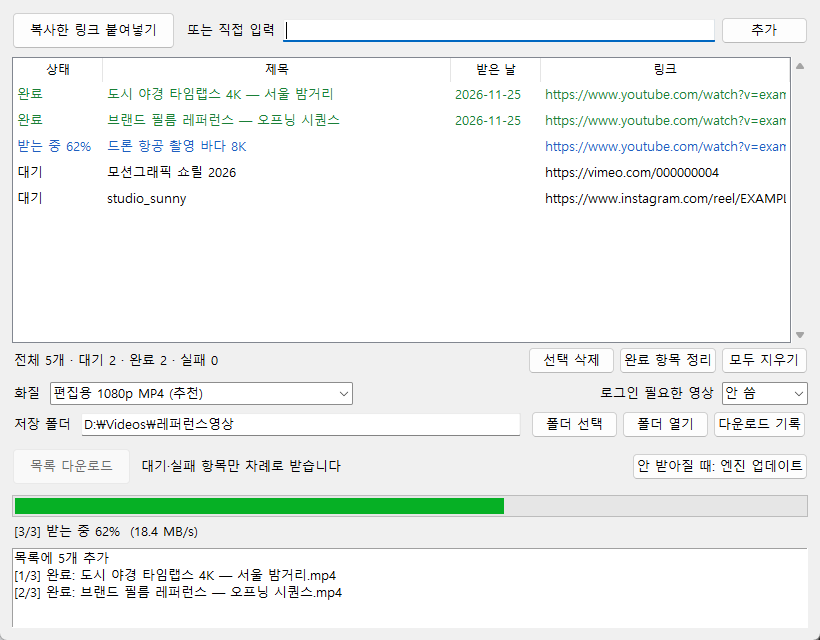 복사한 링크 붙여넣기 또는 직접 입력 추가
상태 제목 받은 날 링크
완료 도시 야경 타임랩스 4K — 서울 밤거리 2026-11-25 https://www.youtube.com/watch?v=exam
완료 브랜드 필름 레퍼런스 — 오프닝 시퀀스 2026-11-25 https://www.youtube.com/watch?v=exam
받는 중 62% 드론 항공 촬영 바다 8K https://www.youtube.com/watch?v=exam
대기 모션그래픽 쇼릴 2026 https://vimeo.com/000000004
대기 studio_sunny https://www.instagram.com/reel/EXAMPL
전체 5개 · 대기 2 · 완료 2 · 실패 0 선택 삭제 완료 항목 정리 모두 지우기
화질 편집용 1080p MP4 (추천) 로그인 필요한 영상 안 씀
저장 폴더 D:₩Videos₩레퍼런스영상 폴더 선택 폴더 열기 다운로드 기록
목록 다운로드 대기·실패 항목만 차례로 받습니다 안 받아질 때: 엔진 업데이트
[3/3] 받는 중 62% (18.4 MB/s)
목록에 5개 추가
[1/3] 완료: 도시 야경 타임랩스 4K — 서울 밤거리.mp4
[2/3] 완료: 브랜드 필름 레퍼런스 — 오프닝 시퀀스.mp4